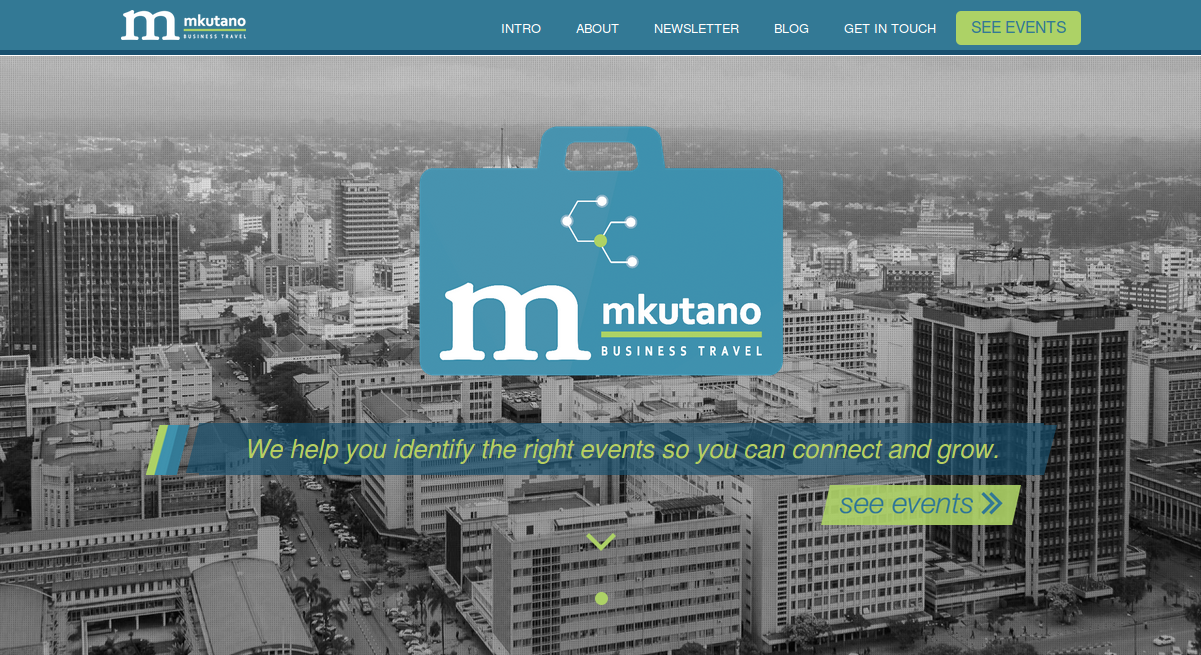 m mkutano
BUSINESS TRAVEL
INTRO ABOUT NEWSLETTER BLOG GET IN TOUCH SEE EVENTS
m mkutano
BUSINESS TRAVEL
We help you identify the right events so you can connect and grow.
see events